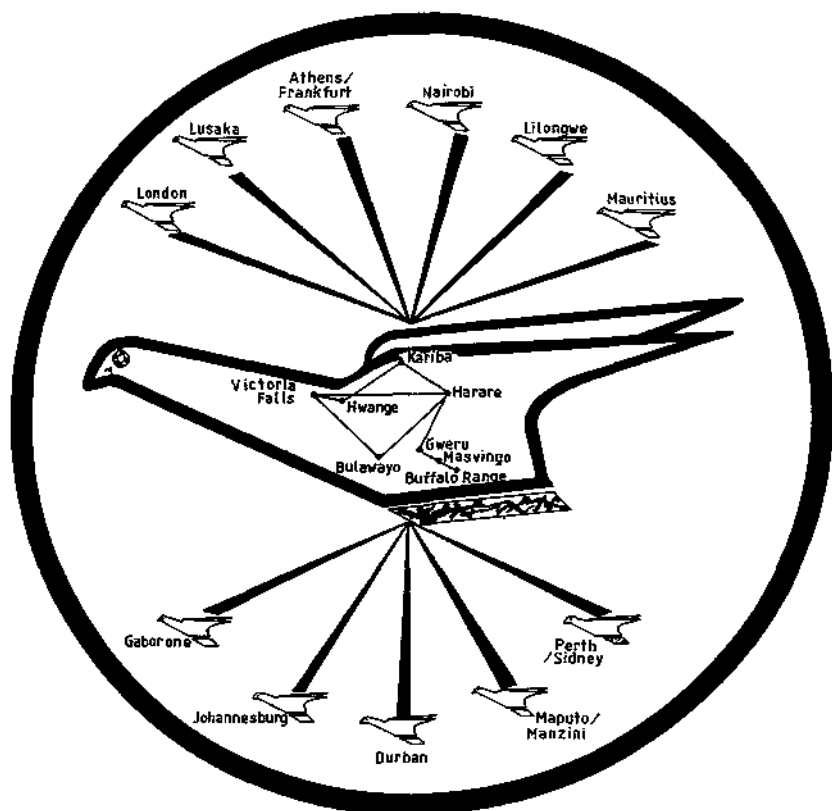 Athens/
Frankfurt
Nairobi
Lusaka
Lilongwe
London
Mauritius
Kariba
Victoria
Falls
Hwange
Harare
Gweru
Masvingo
Bulawayo
Buffalo Range
Gaborone
Perth
/Sidney
Johannesburg
Maputo/
Manzini
Durban